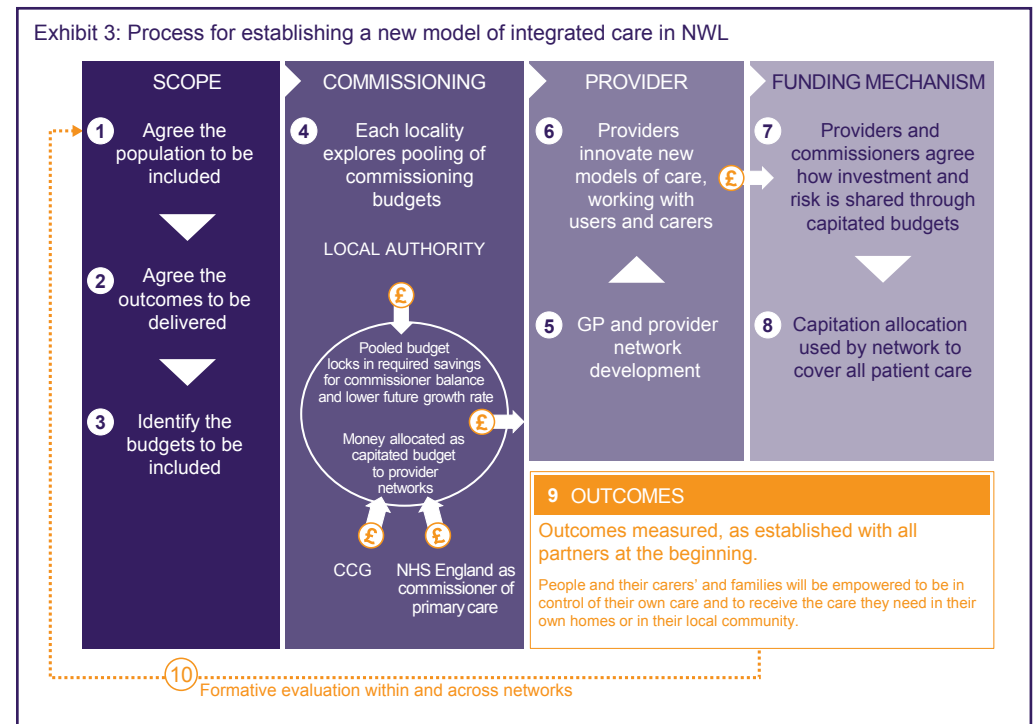 Exhibit 3: Process for establishing a new model of integrated care in NWL
SCOPE
1
Agree the
population to be
included
2
Agree the
outcomes to be
delivered
3
Identify the
budgets to be
included
COMMISSIONING
4
Each locality
explores pooling of
commissioning
budgets
LOCAL AUTHORITY
£
Pooled budget
locks in required savings
for commissioner balance
and lower future growth rate
£
Money allocated as
capitated budget
to provider
networks
£
£
CCG
NHS England as
commissioner of
primary care
PROVIDER
6
Providers
innovate new
models of care,
working with
users and carers
£
5
GP and provider
network
development
FUNDING MECHANISM
7
Providers and
commissioners agree
how investment and
risk is shared through
capitated budgets
8
Capitation allocation
used by network to
cover all patient care
9 OUTCOMES
Outcomes measured, as established with all
partners at the beginning.
People and their carers’ and families will be empowered to be in
control of their own care and to receive the care they need in their
own homes or in their local community.
10
Formative evaluation within and across networks